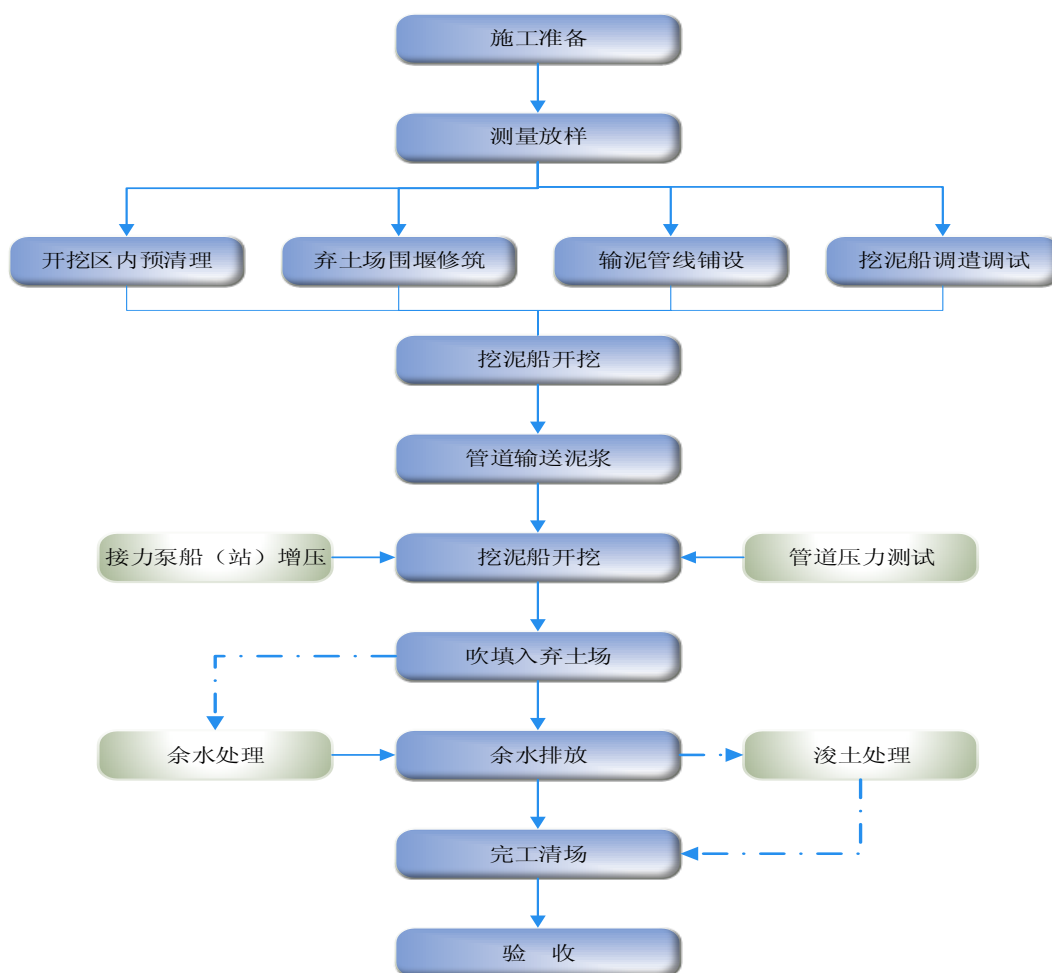 施工准备
测量放样
开挖区内预清理
弃土场围堰修筑
输泥管线铺设
挖泥船调遣调试
挖泥船开挖
管道输送泥浆
接力泵船（站）增压
挖泥船开挖
管道压力测试
吹填入弃土场
余水处理
余水排放
浚土处理
完工清场
验 收